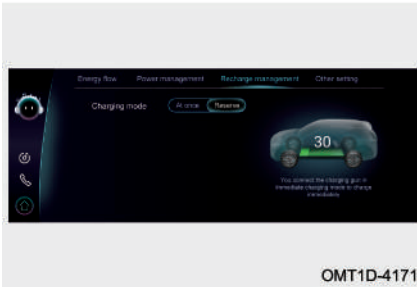 Energy flow Power management Recharge management Other setting
Charging mode At once Reserve
30
You connect the charging gun in
immediate charging mode to charge
immediately
OMT1D-4171